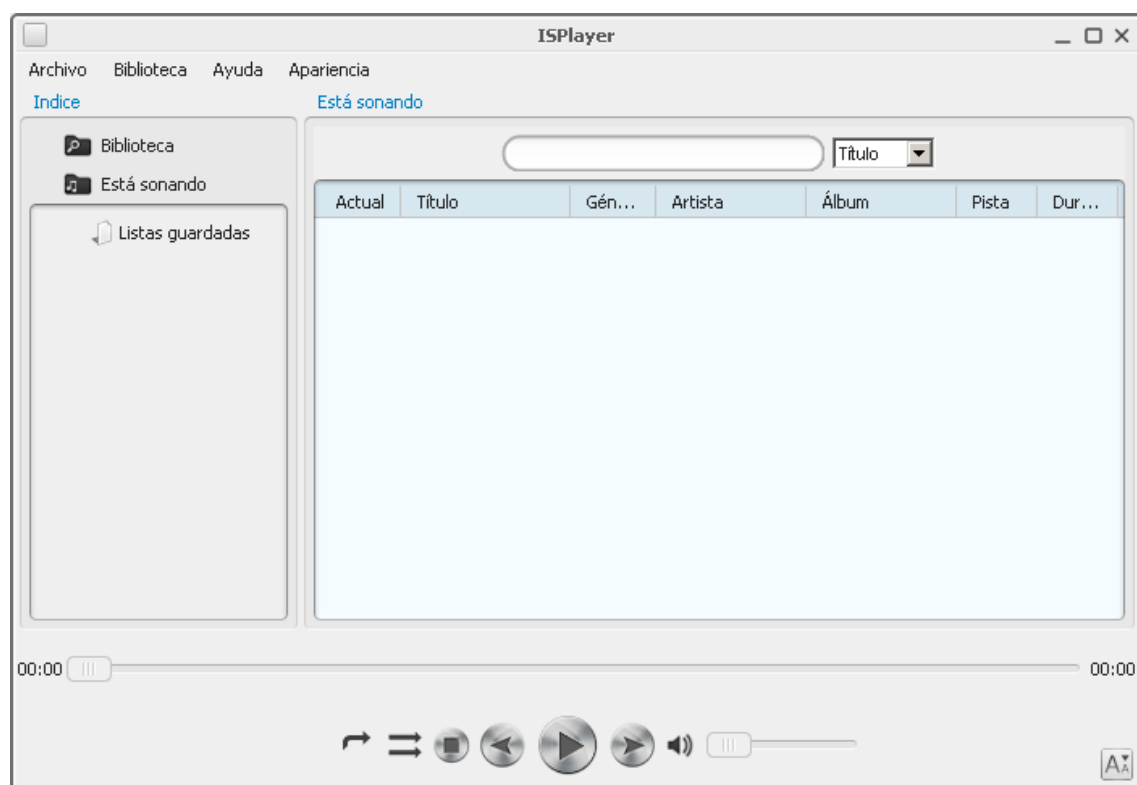 ISPlayer
Archivo Biblioteca Ayuda Apariencia
Indice
Está sonando
Biblioteca
Está sonando
Listas guardadas
Título
Actual Título Gén... Artista Álbum Pista Dur...
00:00 00:00
AAA